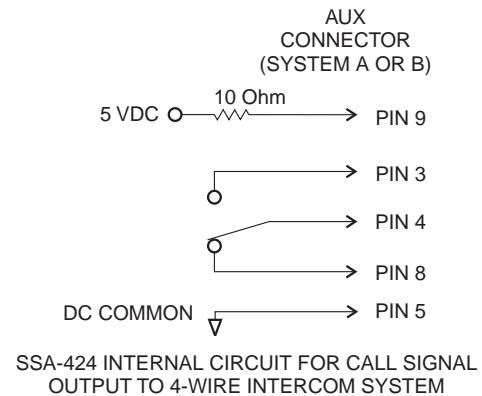 AUX
CONNECTOR
(SYSTEM A OR B)
10 Ohm
5 VDC
PIN 9
PIN 3
PIN 4
PIN 8
DC COMMON
PIN 5
SSA-424 INTERNAL CIRCUIT FOR CALL SIGNAL
OUTPUT TO 4-WIRE INTERCOM SYSTEM